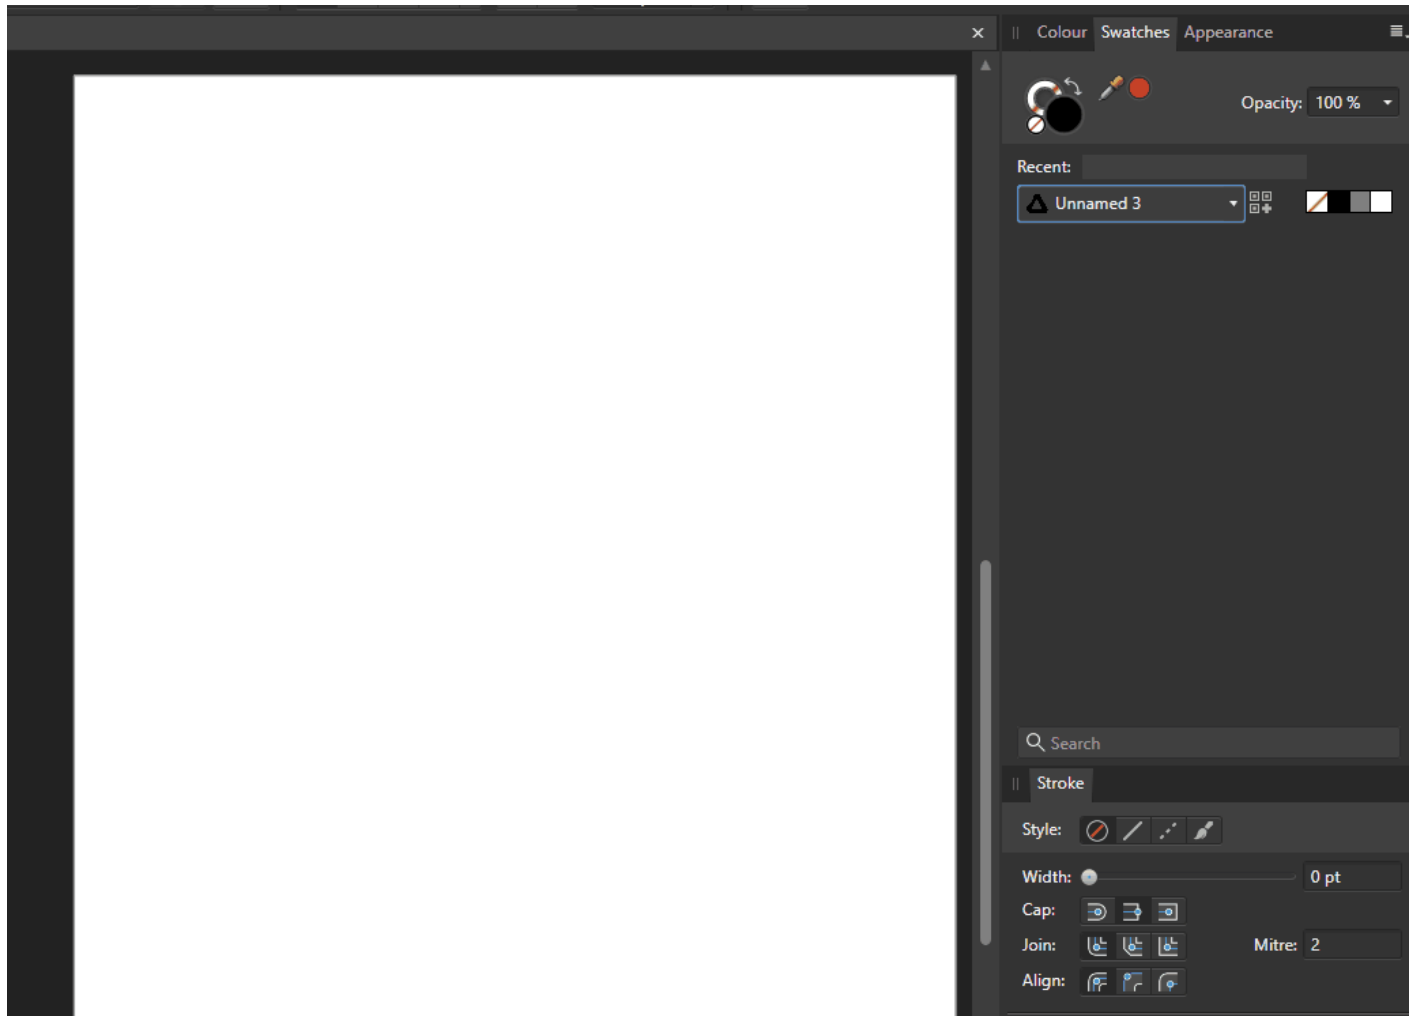 Colour Swatches Appearance
Opacity: 100 %
Recent:
Unnamed 3
Search
Stroke
Style:
Width: 0 pt
Cap:
Join: Mitre: 2
Align: